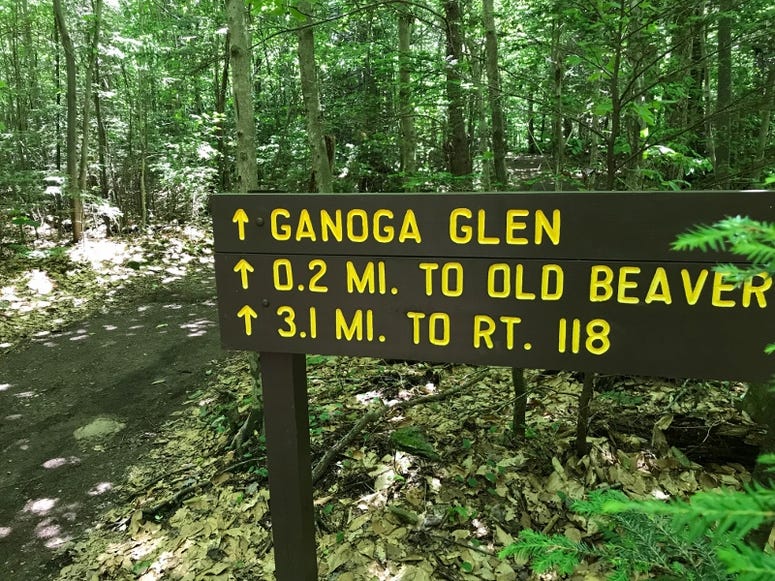 ↑ GANOGA GLEN
↑ 0.2 MI. TO OLD BEAVER
↑ 3.1 MI. TO RT. 118